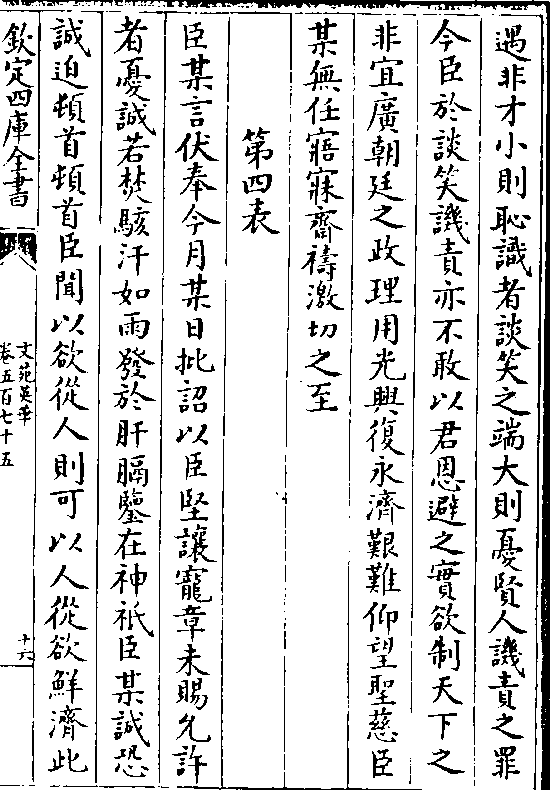 遇非才小則恥識者談笑之端大則憂賢人譏責之罪
今臣於談笑譏責亦不敢以君恩避之實欲制天下之
非宜廣朝廷之政理用光興復永濟艱難仰望聖慈臣
某無任寤寐齋禱激切之至
第四表
臣某言伏奉今月某日批詔以臣堅讓寵章未賜允許
者憂誠若焚駭汗如雨發於肝膈鑒在神祇臣某誠恐
誠迫頓首頓首臣聞以欲從人則可以人從欲鮮濟此
欽定四庫全書
文苑英華
卷五百七十五
十六